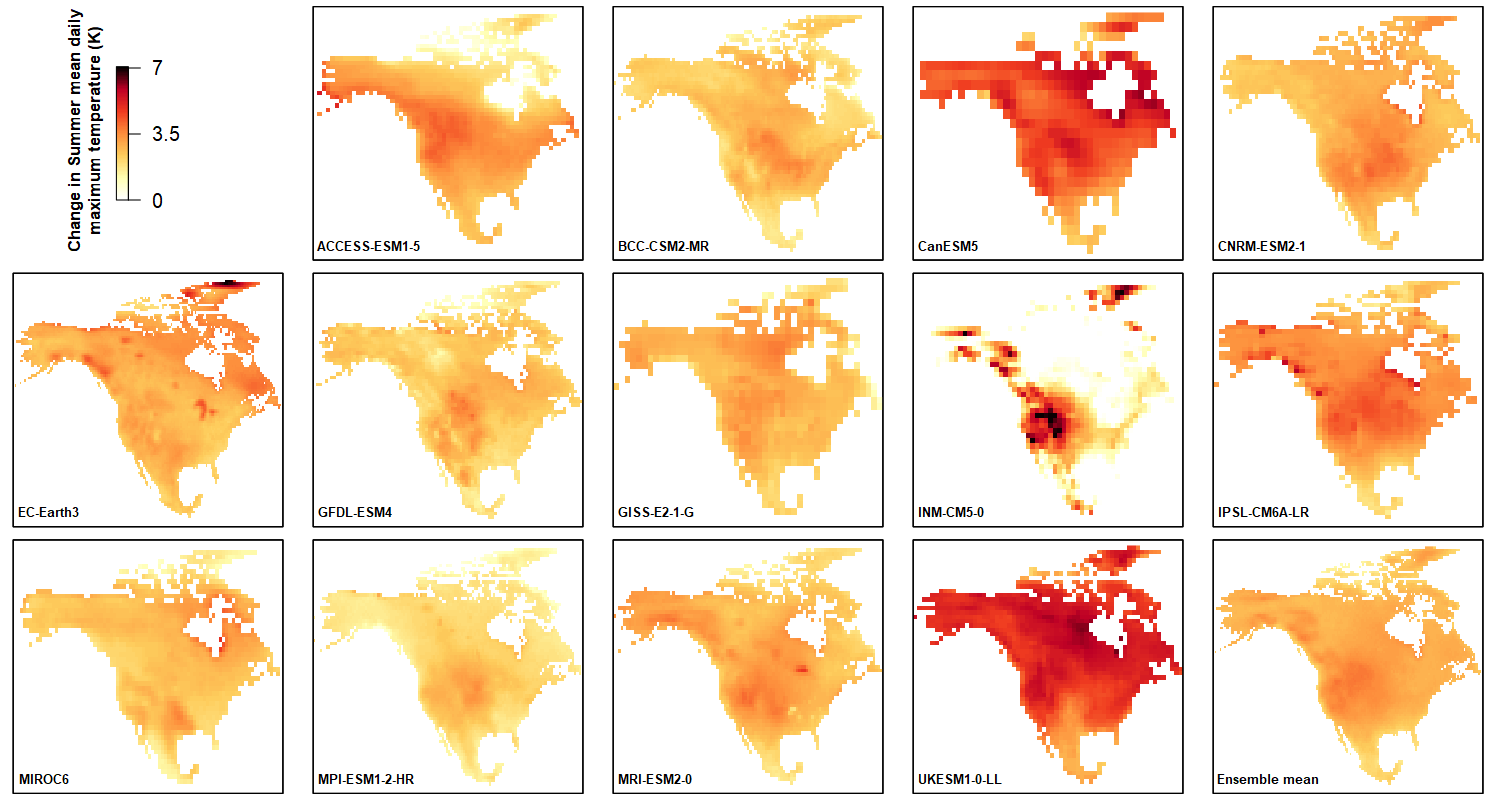 Change in Summer mean daily
maximum temperature (K)
7
3.5
0
ACCESS-ESM1-5
BCC-CSM2-MR
CanESM5
CNRM-ESM2-1
EC-Earth3
GFDL-ESM4
GISS-E2-1-G
INM-CM5-0
IPSL-CM6A-LR
MIROC6
MPI-ESM1-2-HR
MRI-ESM2-0
UKESM1-0-LL
Ensemble mean